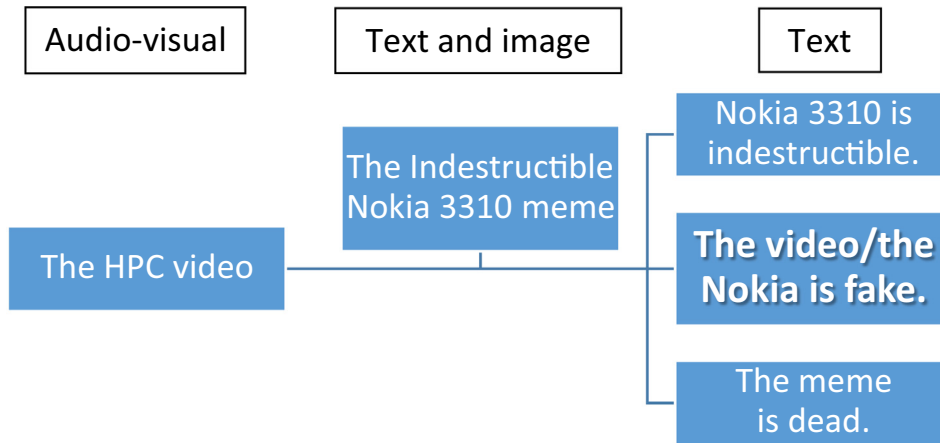 Audio-visual
Text and image
Text
The HPC video
The Indestructible
Nokia 3310 meme
Nokia 3310 is
indestructible.
The video/the
Nokia is fake.
The meme
is dead.